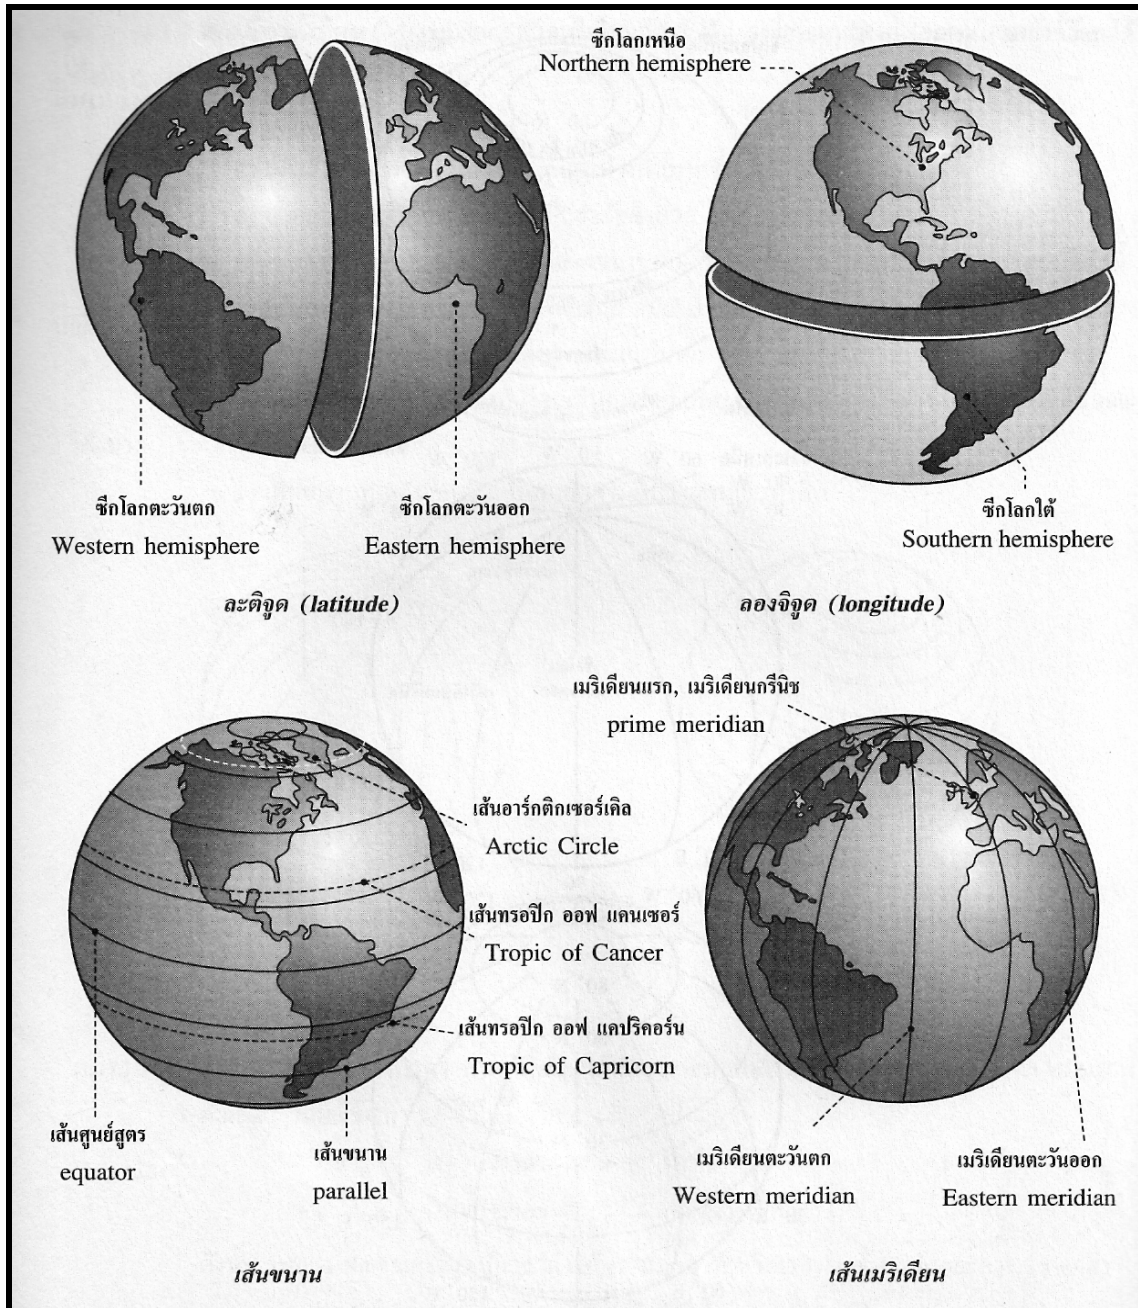 ซีกโลกเหนือ
Northern hemisphere
ซีกโลกตะวันตก
Western hemisphere
ซีกโลกตะวันออก
Eastern hemisphere
ซีกโลกใต้
Southern hemisphere
ละติจูด (latitude)
ลองจิจูด (longitude)
เมริเดียนแรก, เมริเดียนกรีนิช
prime meridian
เส้นอาร์กติกเซอร์เคิล
Arctic Circle
เส้นทรอปิก ออฟ แคนเซอร์
Tropic of Cancer
เส้นทรอปิก ออฟ แคปริคอร์น
Tropic of Capricorn
เส้นศูนย์สูตร
equator
เส้นขนาน
parallel
เมริเดียนตะวันตก
Western meridian
เมริเดียนตะวันออก
Eastern meridian
เส้นขนาน
เส้นเมริเดียน